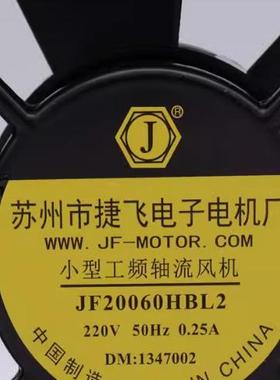 J
®
苏州市捷飞电子电机厂
WWW. JF-MOTOR.COM.
小型工频轴流风机
JF20060HBL2
220V 50Hz 0.25A
DM:1347002
中国制造
CHINA